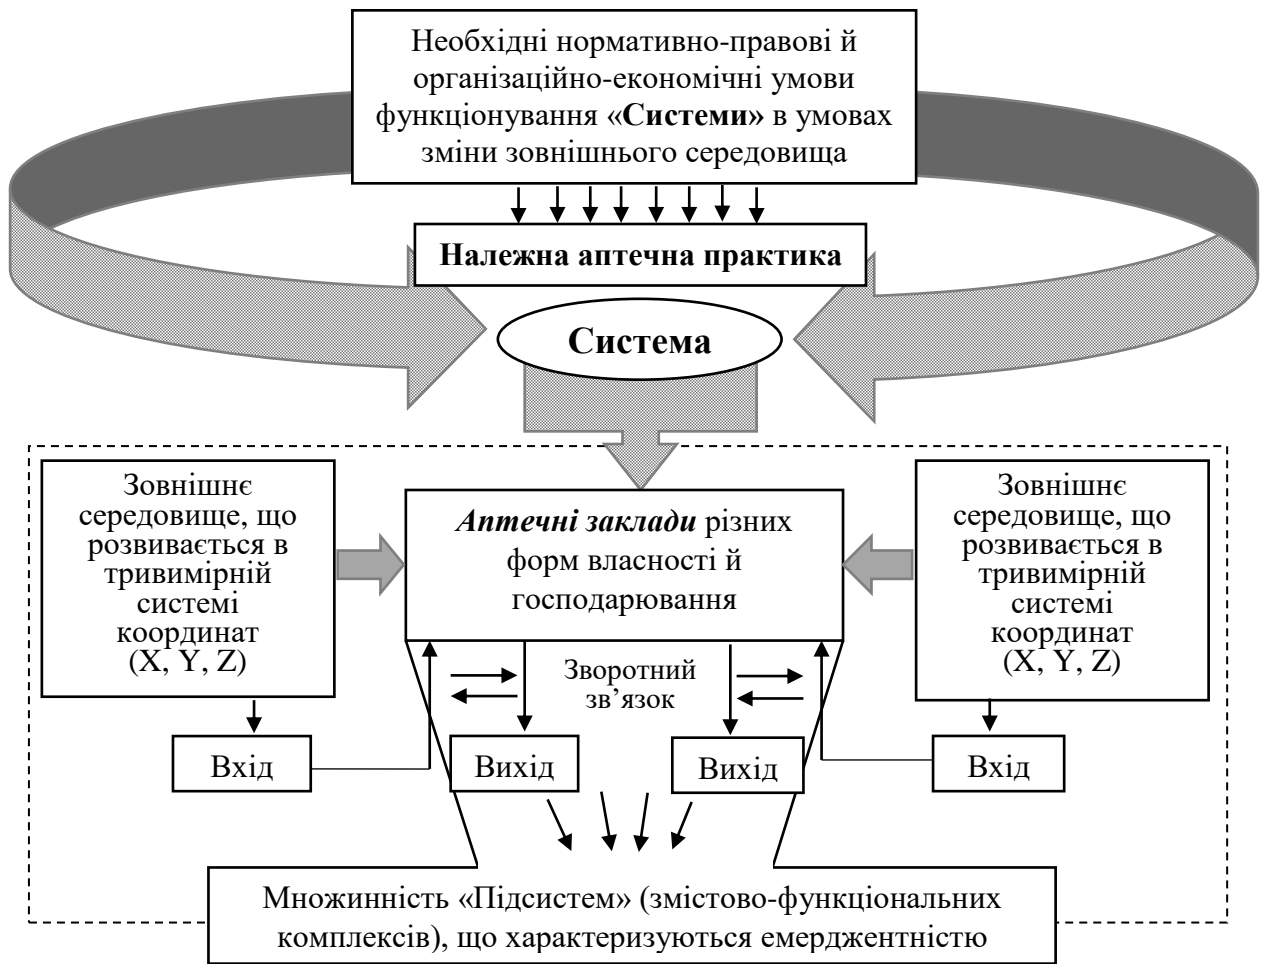 Необхідні нормативно-правові й
організаційно-економічні умови
функціонування «Системи» в умовах
зміни зовнішнього середовища
Належна аптечна практика
Система
Зовнішнє
середовище, що
розвивається в
тривимірній
системі
координат
(X, Y, Z)
Аптечні заклади різних
форм власності й
господарювання
Зовнішнє
середовище, що
розвивається в
тривимірній
системі
координат
(X, Y, Z)
Зворотний
зв’язок
Вхід
Вихід
Вихід
Вхід
Множинність «Підсистем» (змістово-функціональних
комплексів), що характеризуються емерджентністю